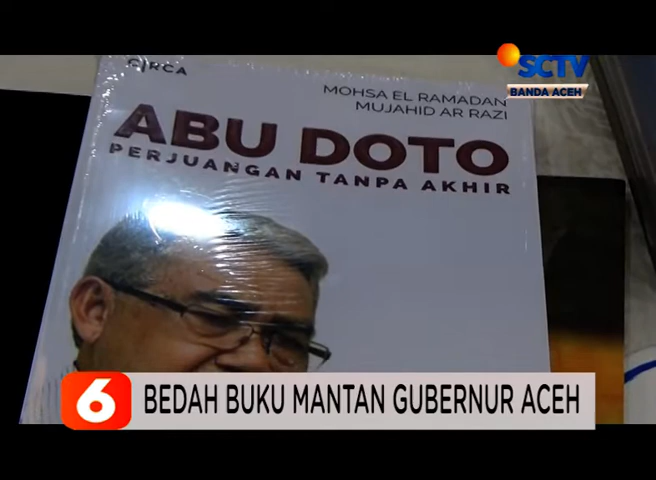 CIRCA
SCTV
BANDA ACEH
MOHSA EL RAMADAN
MUJAHID AR RAZI
ABU DOTO
PERJUANGAN TANPA AKHIR
6 BEDAH BUKU MANTAN GUBERNUR ACEH